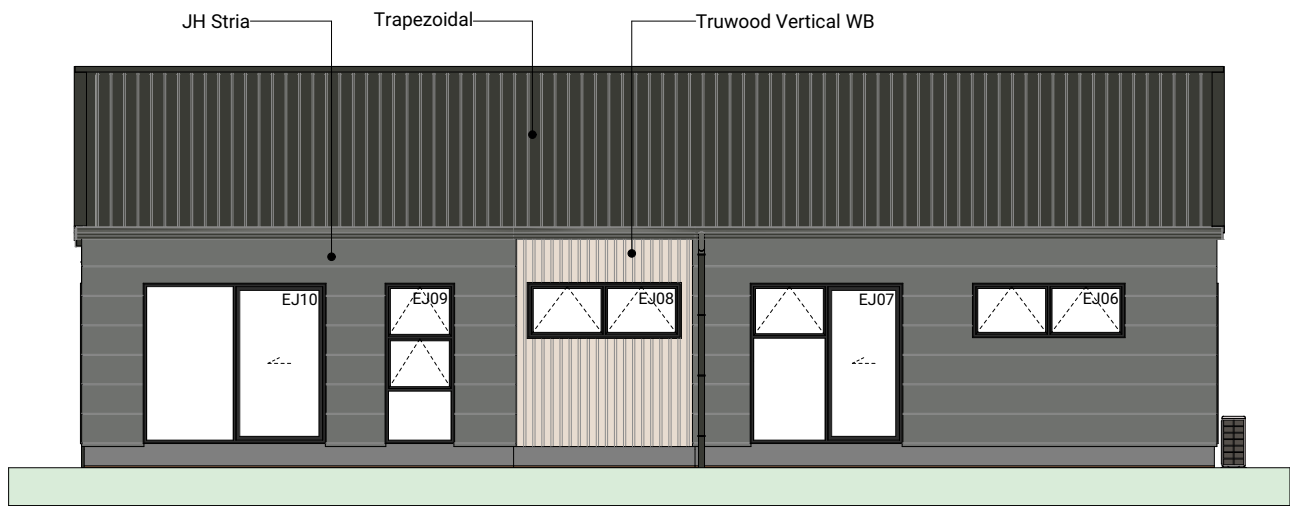 JH Stria
Trapezoidal
Truwood Vertical WB
EJ10
EJ09
EJ08
EJ07
EJ06